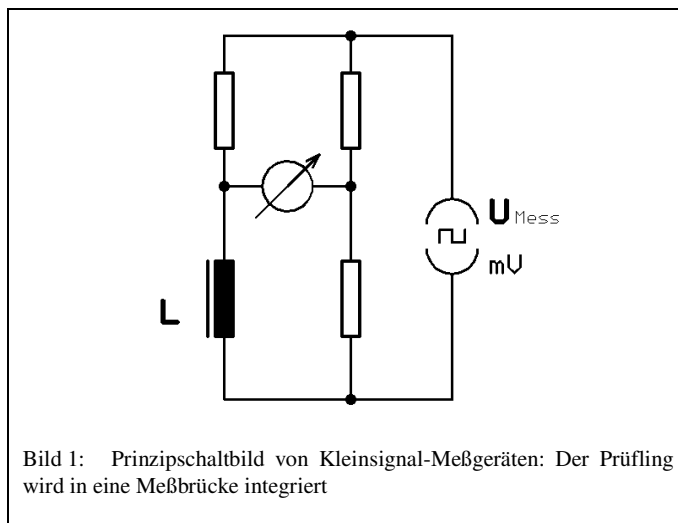 U Mess
mV
L
Bild 1: Prinzipschaltbild von Kleinsignal-Meßgeräten: Der Prüfling
wird in eine Meßbrücke integriert